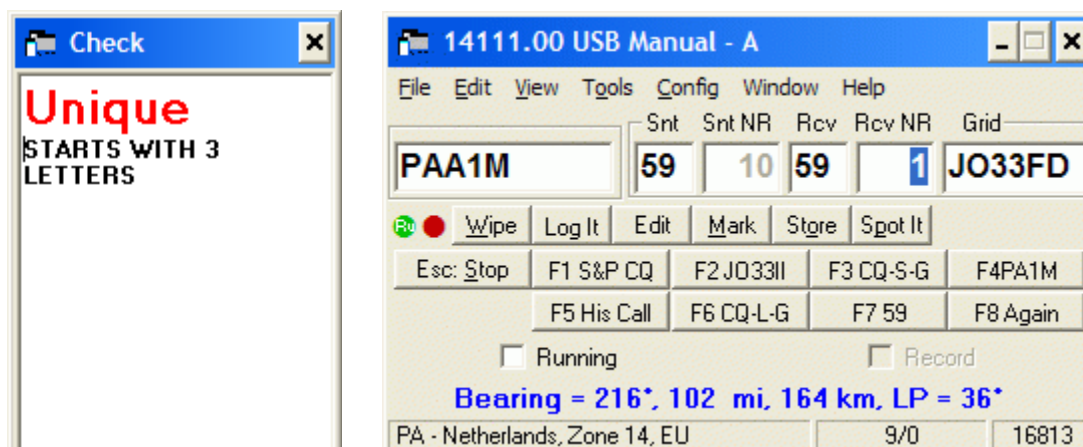 Check
Unique
STARTS WITH 3
LETTERS
14111.00 USB Manual - A
File Edit View Tools Config Window Help
Snt Snt NR Rcv Rcv NR Grid
PAA1M 59 10 59 1 JO33FD
Ru Wipe Log It Edit Mark Store Spot It
Esc: Stop F1 S&P CQ F2 JO33II F3 CQ-S-G F4PA1M
F5 His Call F6 CQ-L-G F7 59 F8 Again
Running Record
Bearing = 216°, 102 mi, 164 km, LP = 36°
PA - Netherlands, Zone 14, EU 9/0 16813